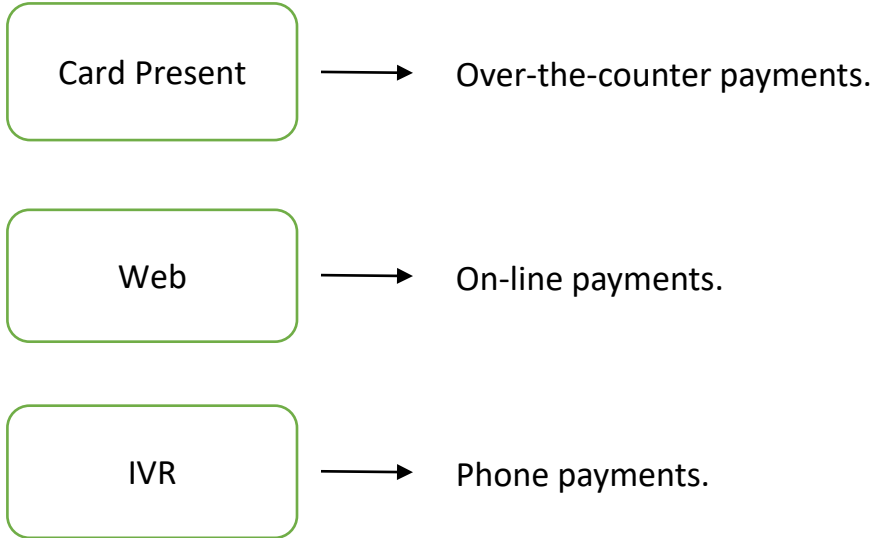 Card Present
Over-the-counter payments.
Web
On-line payments.
IVR
Phone payments.